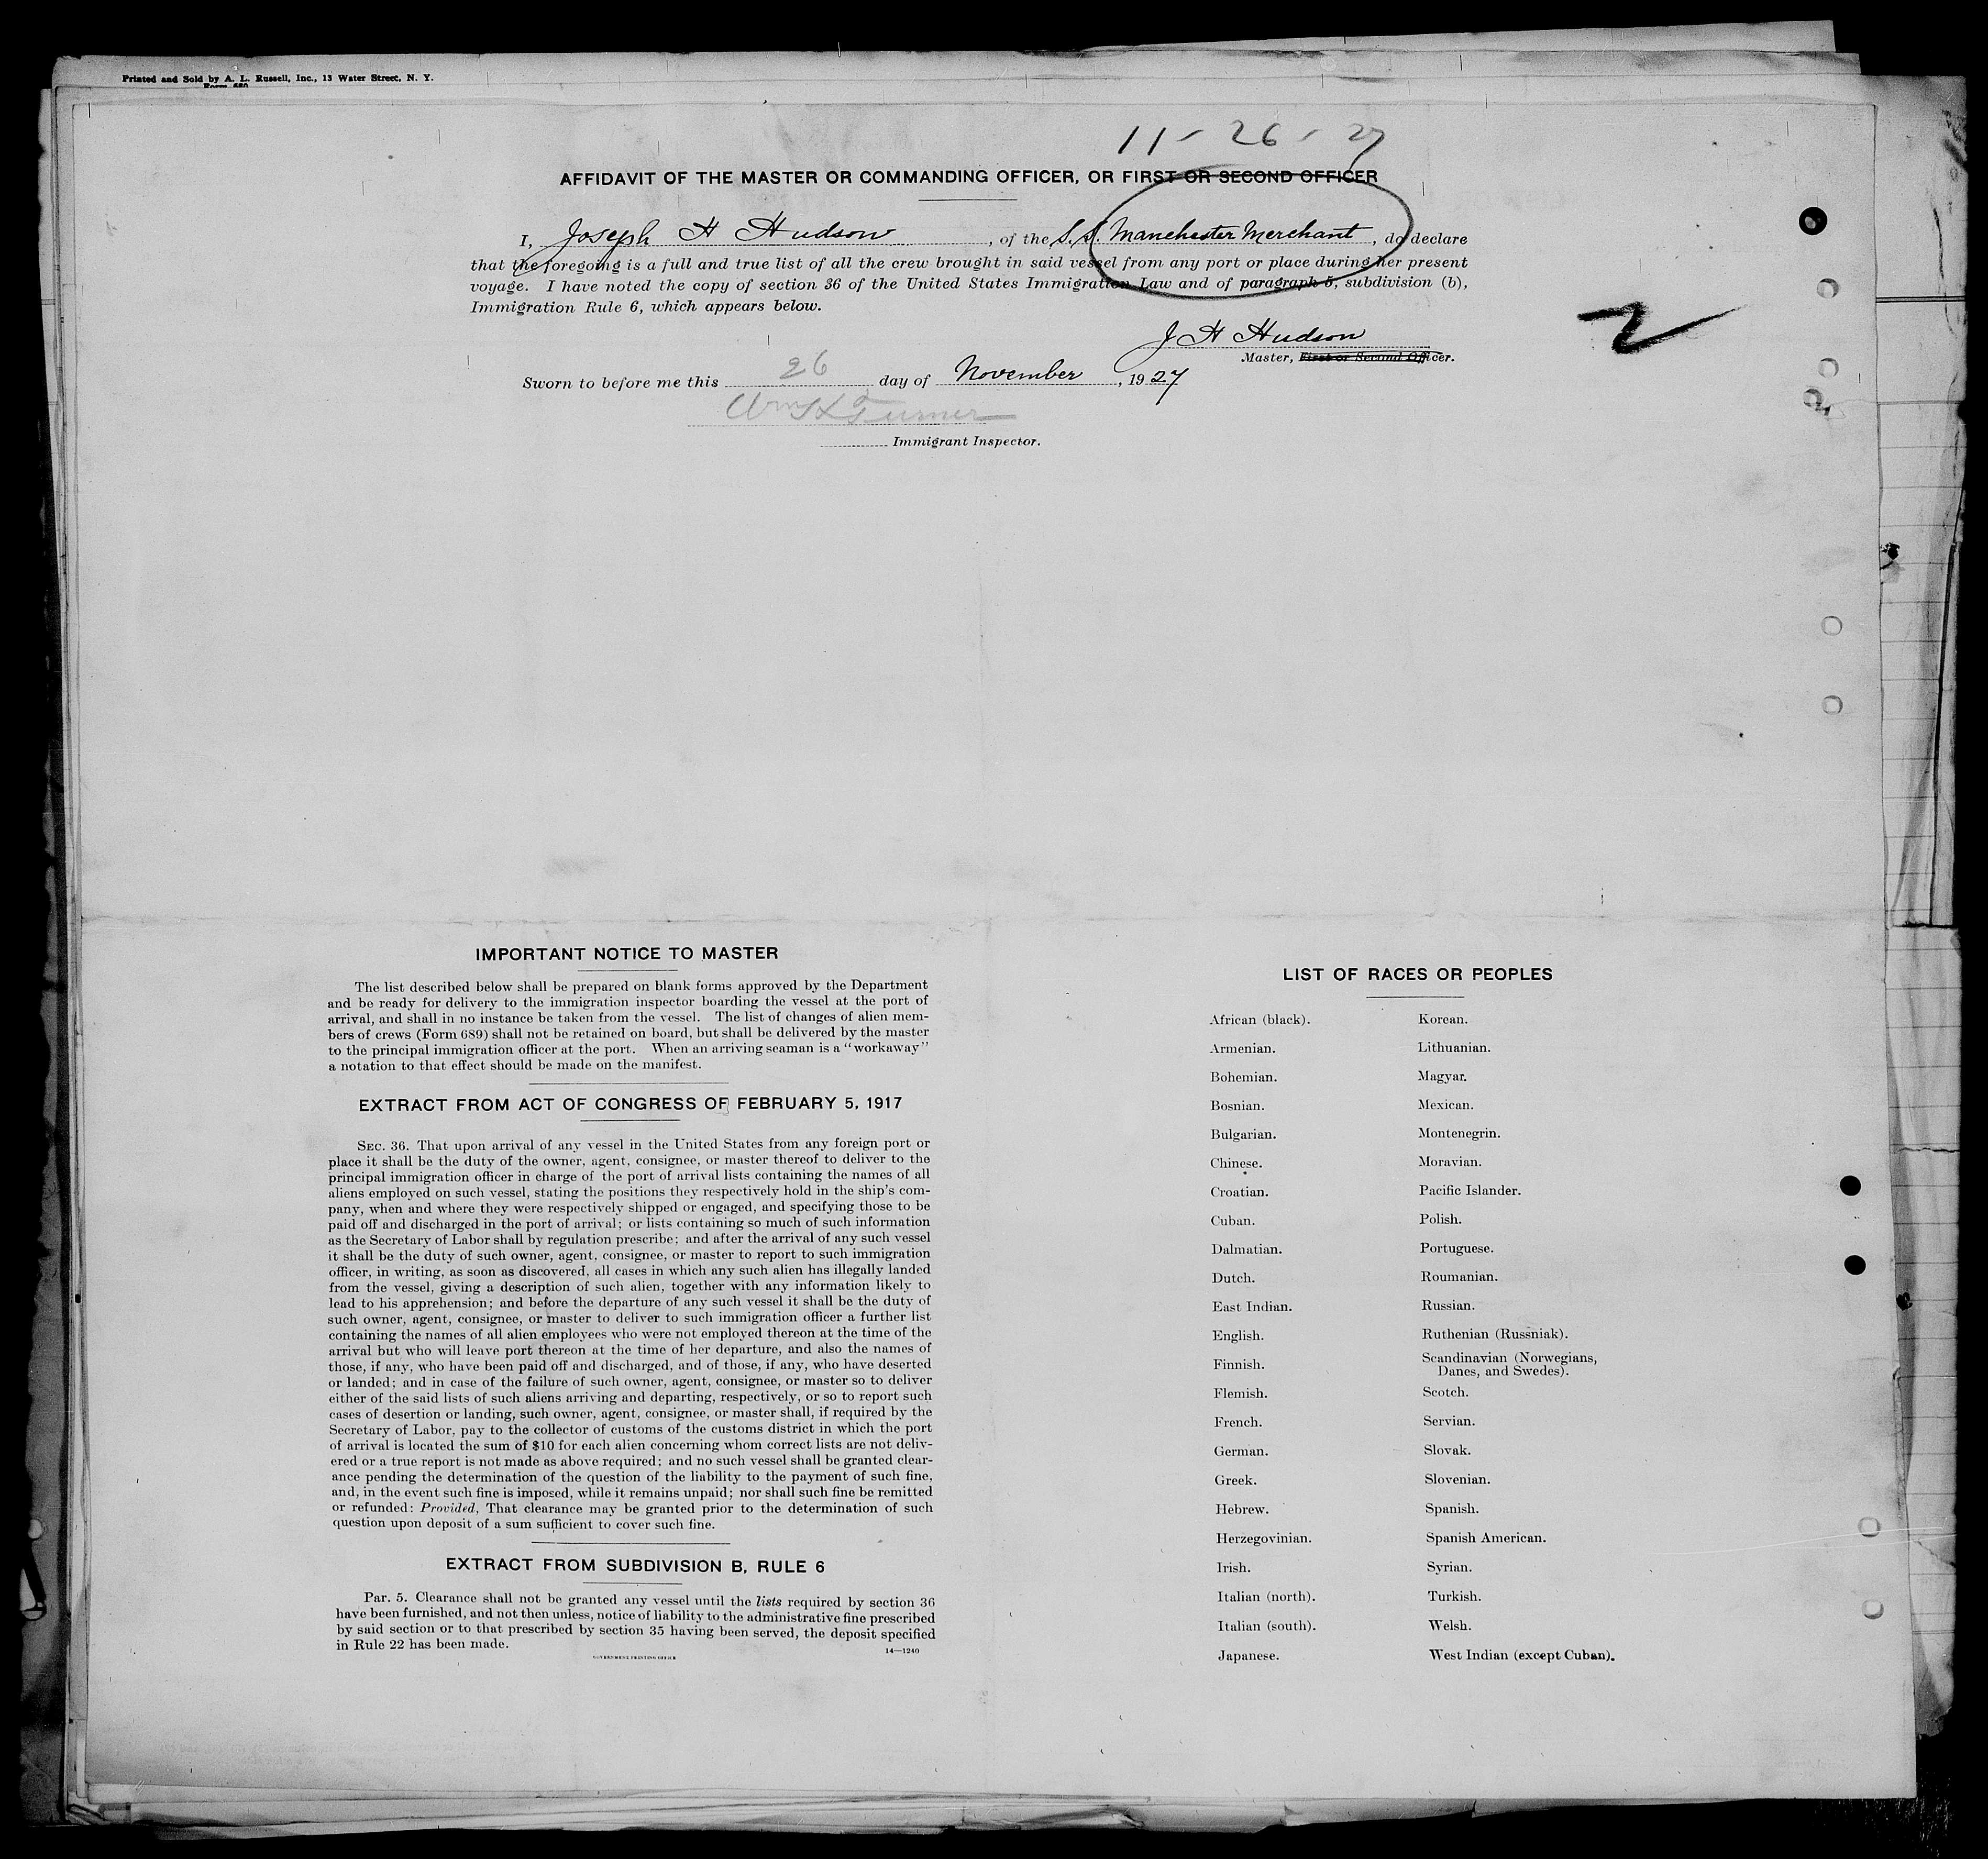 Printed and Sold by A. L. Russell, Inc., 13 Water Street, N. Y.
Form 680
11 - 26 - 27
AFFIDAVIT OF THE MASTER OR COMMANDING OFFICER, OR FIRST OR SECOND OFFICER
I, Joseph H Hudson, of the S.S. Manchester Merchant, do declare
that the foregoing is a full and true list of all the crew brought in said vessel from any port or place during her present
voyage. I have noted the copy of section 36 of the United States Immigration Law and of paragraph 5, subdivision (b),
Immigration Rule 6, which appears below.
2
J H Hudson
Master, First or Second Officer.
Sworn to before me this 26 day of November, 1927
Wm Turner
Immigrant Inspector.
IMPORTANT NOTICE TO MASTER
The list described below shall be prepared on blank forms approved by the Department
and be ready for delivery to the immigration inspector boarding the vessel at the port of
arrival, and shall in no instance be taken from the vessel. The list of changes of alien mem-
bers of crews (Form 689) shall not be retained on board, but shall be delivered by the master
to the principal immigration officer at the port. When an arriving seaman is a "workaway"
a notation to that effect should be made on the manifest.
EXTRACT FROM ACT OF CONGRESS OF FEBRUARY 5, 1917
SEC. 36. That upon arrival of any vessel in the United States from any foreign port or
place it shall be the duty of the owner, agent, consignee, or master thereof to deliver to the
principal immigration officer in charge of the port of arrival lists containing the names of all
aliens employed on such vessel, stating the positions they respectively hold in the ship's com-
pany, when and where they were respectively shipped or engaged, and specifying those to be
paid off and discharged in the port of arrival; or lists containing so much of such information
as the Secretary of Labor shall by regulation prescribe; and after the arrival of any such vessel
it shall be the duty of such owner, agent, consignee, or master to report to such immigration
officer, in writing, as soon as discovered, all cases in which any such alien has illegally landed
from the vessel, giving a description of such alien, together with any information likely to
lead to his apprehension; and before the departure of any such vessel it shall be the duty of
such owner, agent, consignee, or master to deliver to such immigration officer a further list
containing the names of all alien employees who were not employed thereon at the time of the
arrival but who will leave port thereon at the time of her departure, and also the names of
those, if any, who have been paid off and discharged, and of those, if any, who have deserted
or landed; and in case of the failure of such owner, agent, consignee, or master so to deliver
either of the said lists of such aliens arriving and departing, respectively, or so to report such
cases of desertion or landing, such owner, agent, consignee, or master shall, if required by the
Secretary of Labor, pay to the collector of customs of the customs district in which the port
of arrival is located the sum of $10 for each alien concerning whom correct lists are not deliv-
ered or a true report is not made as above required; and no such vessel shall be granted clear-
ance pending the determination of the question of the liability to the payment of such fine,
and, in the event such fine is imposed, while it remains unpaid; nor shall such fine be remitted
or refunded: Provided, That clearance may be granted prior to the determination of such
question upon deposit of a sum sufficient to cover such fine.
EXTRACT FROM SUBDIVISION B, RULE 6
Par. 5. Clearance shall not be granted any vessel until the lists required by section 36
have been furnished, and not then unless, notice of liability to the administrative fine prescribed
by said section or to that prescribed by section 35 having been served, the deposit specified
in Rule 22 has been made.
14—1240
GOVERNMENT PRINTING OFFICE
LIST OF RACES OR PEOPLES
African (black). Korean.
Armenian. Lithuanian.
Bohemian. Magyar.
Bosnian. Mexican.
Bulgarian. Montenegrin.
Chinese. Moravian.
Croatian. Pacific Islander.
Cuban. Polish.
Dalmatian. Portuguese.
Dutch. Roumanian.
East Indian. Russian.
English. Ruthenian (Russniak).
Finnish. Scandinavian (Norwegians,
Danes, and Swedes).
Flemish. Scotch.
French. Servian.
German. Slovak.
Greek. Slovenian.
Hebrew. Spanish.
Herzegovinian. Spanish American.
Irish. Syrian.
Italian (north). Turkish.
Italian (south). Welsh.
Japanese. West Indian (except Cuban).